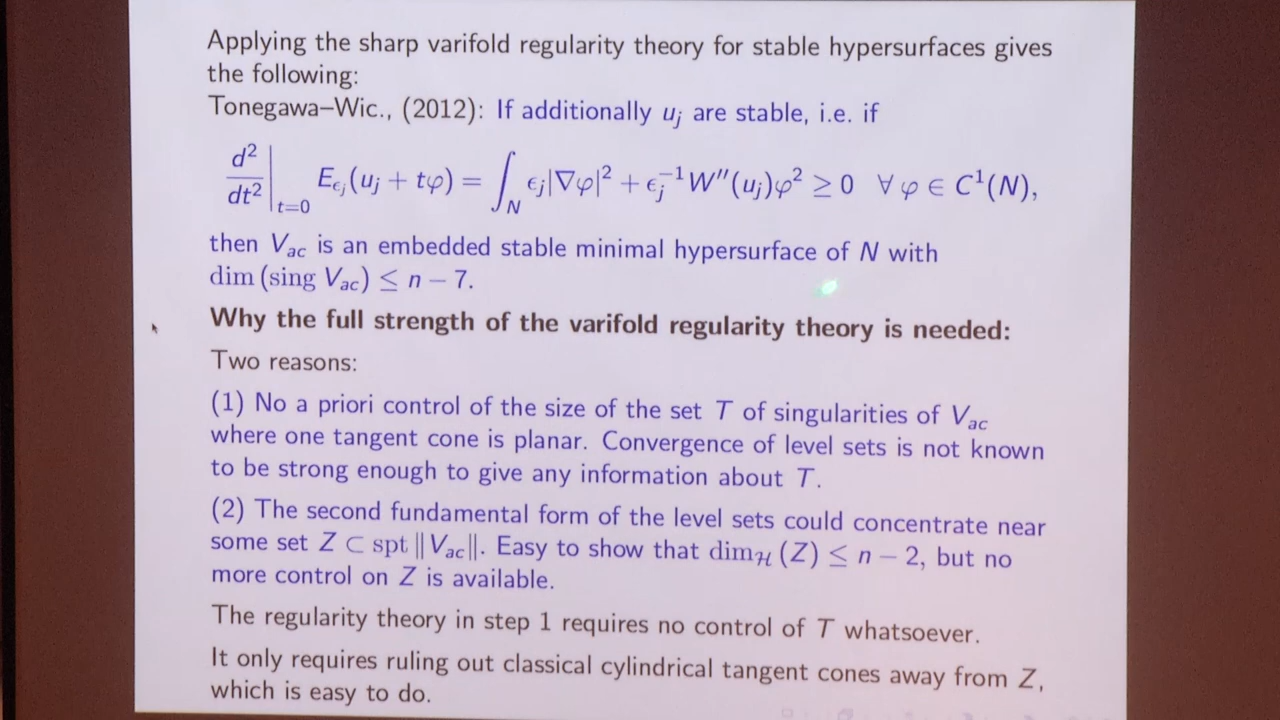 Applying the sharp varifold regularity theory for stable hypersurfaces gives
the following:
Tonegawa–Wic., (2012): If additionally u_j are stable, i.e. if
d²/dt² |_{t=0} E_{ϵ_j}(u_j + tφ) = ∫_N ϵ_j|∇φ|² + ϵ_j^{-1} W″(u_j)φ² ≥ 0 ∀ φ ∈ C¹(N),
then V_{ac} is an embedded stable minimal hypersurface of N with
dim (sing V_{ac}) ≤ n − 7.
Why the full strength of the varifold regularity theory is needed:
Two reasons:
(1) No a priori control of the size of the set T of singularities of V_{ac}
where one tangent cone is planar. Convergence of level sets is not known
to be strong enough to give any information about T.
(2) The second fundamental form of the level sets could concentrate near
some set Z ⊂ spt ‖V_{ac}‖. Easy to show that dim_ℋ (Z) ≤ n − 2, but no
more control on Z is available.
The regularity theory in step 1 requires no control of T whatsoever.
It only requires ruling out classical cylindrical tangent cones away from Z,
which is easy to do.